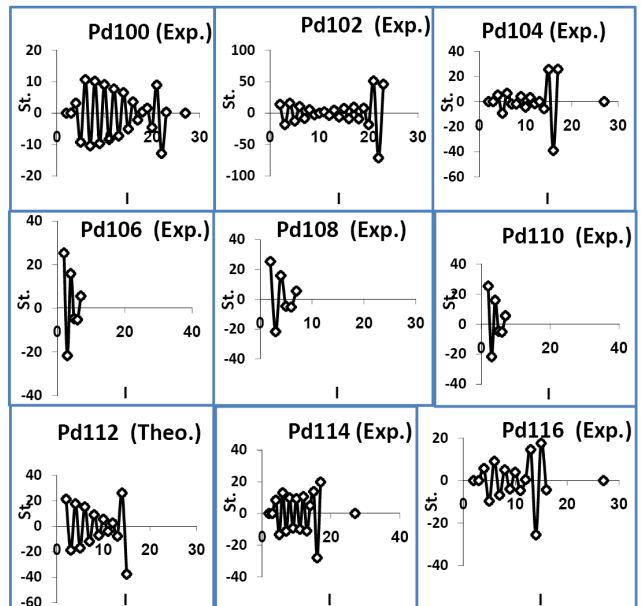 Pd100 (Exp.)
20
10
0
-10
-20
St.
0
10
20
30
I
Pd102 (Exp.)
100
50
0
-50
-100
St.
0
10
20
30
I
Pd104 (Exp.)
40
20
0
-20
-40
-60
St.
0
10
20
30
I
Pd106 (Exp.)
40
20
0
-20
-40
St.
0
20
40
I
Pd108 (Exp.)
40
20
0
-20
-40
St.
0
10
20
30
I
Pd110 (Exp.)
40
20
0
-20
-40
St.
0
20
40
I
Pd112 (Theo.)
40
20
0
-20
-40
-60
St.
0
10
20
30
I
Pd114 (Exp.)
40
20
0
-20
-40
St.
0
20
40
I
Pd116 (Exp.)
20
0
-20
-40
St.
0
10
20
30
I